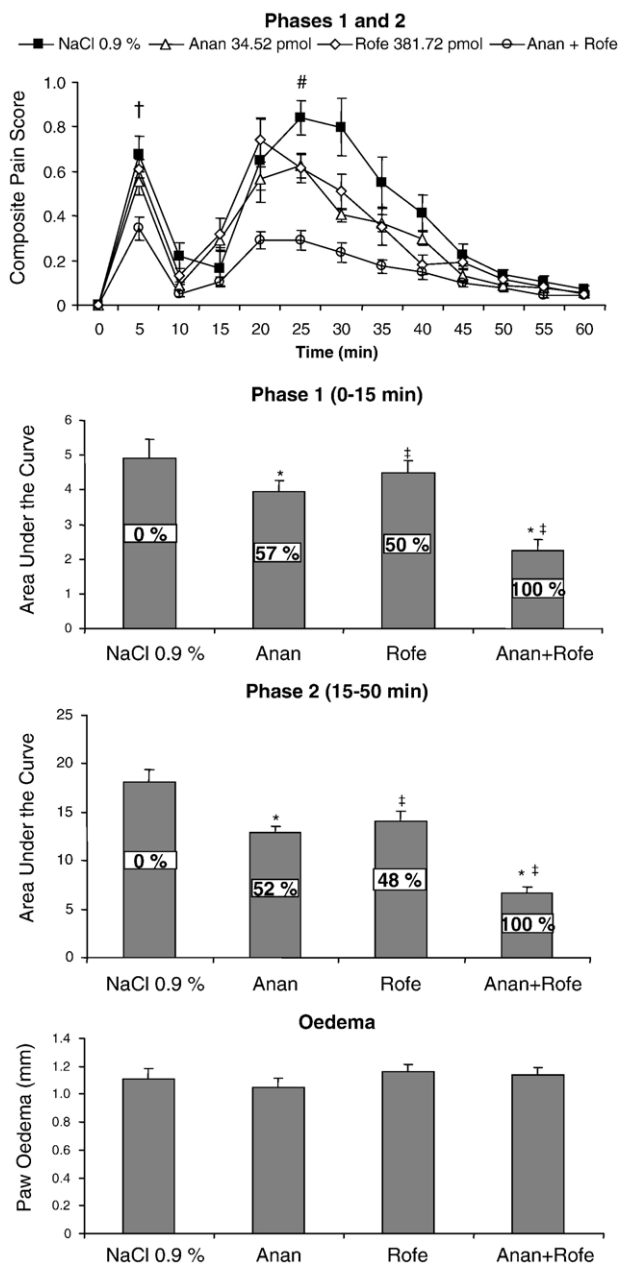 Phases 1 and 2
NaCl 0.9 % Anan 34.52 pmol Rofe 381.72 pmol Anan + Rofe
Composite Pain Score
1.0
0.8
0.6
0.4
0.2
0
† #
0 5 10 15 20 25 30 35 40 45 50 55 60
Time (min)
Phase 1 (0-15 min)
Area Under the Curve
6
5
4
3
2
1
0
* ‡ * ‡
0 % 57 % 50 % 100 %
NaCl 0.9 % Anan Rofe Anan+Rofe
Phase 2 (15-50 min)
Area Under the Curve
25
20
15
10
5
0
* ‡ * ‡
0 % 52 % 48 % 100 %
NaCl 0.9 % Anan Rofe Anan+Rofe
Oedema
Paw Oedema (mm)
1.4
1.2
1.0
0.8
0.6
0.4
0.2
0
NaCl 0.9 % Anan Rofe Anan+Rofe